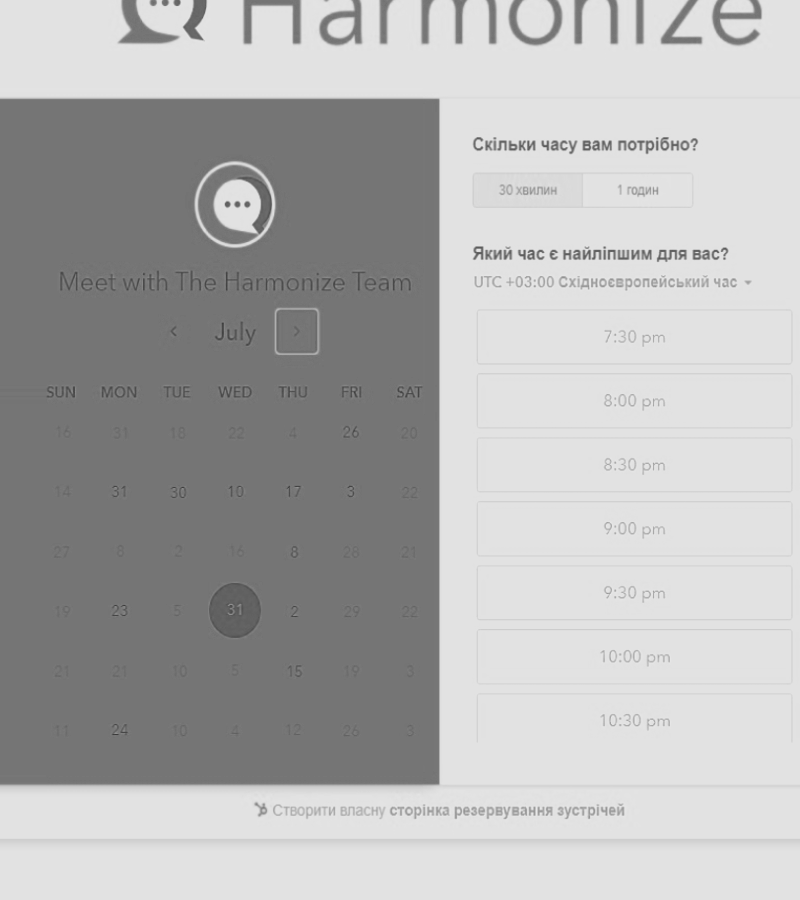 Harmonize
Meet with The Harmonize Team
July
SUN MON TUE WED THU FRI SAT
16 31 18 22 4 26 20
14 31 30 10 17 3 22
27 8 2 16 8 28 21
19 23 5 31 2 29 22
21 21 10 5 15 19 3
11 24 10 4 12 26 3
Скільки часу вам потрібно?
30 хвилин 1 годин
Який час є найліпшим для вас?
UTC +03:00 Східноєвропейський час
7:30 pm
8:00 pm
8:30 pm
9:00 pm
9:30 pm
10:00 pm
10:30 pm
Створити власну сторінка резервування зустрічей